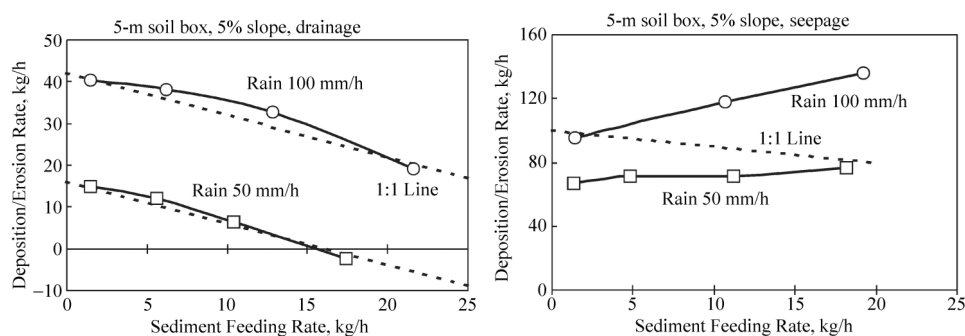 5-m soil box, 5% slope, drainage
Deposition/Erosion Rate, kg/h
50
40
30
20
10
0
−10
Rain 100 mm/h
1:1 Line
Rain 50 mm/h
0 5 10 15 20 25
Sediment Feeding Rate, kg/h
5-m soil box, 5% slope, seepage
Deposition/Erosion Rate, kg/h
160
120
80
40
0
Rain 100 mm/h
1:1 Line
Rain 50 mm/h
0 5 10 15 20 25
Sediment Feeding Rate, kg/h